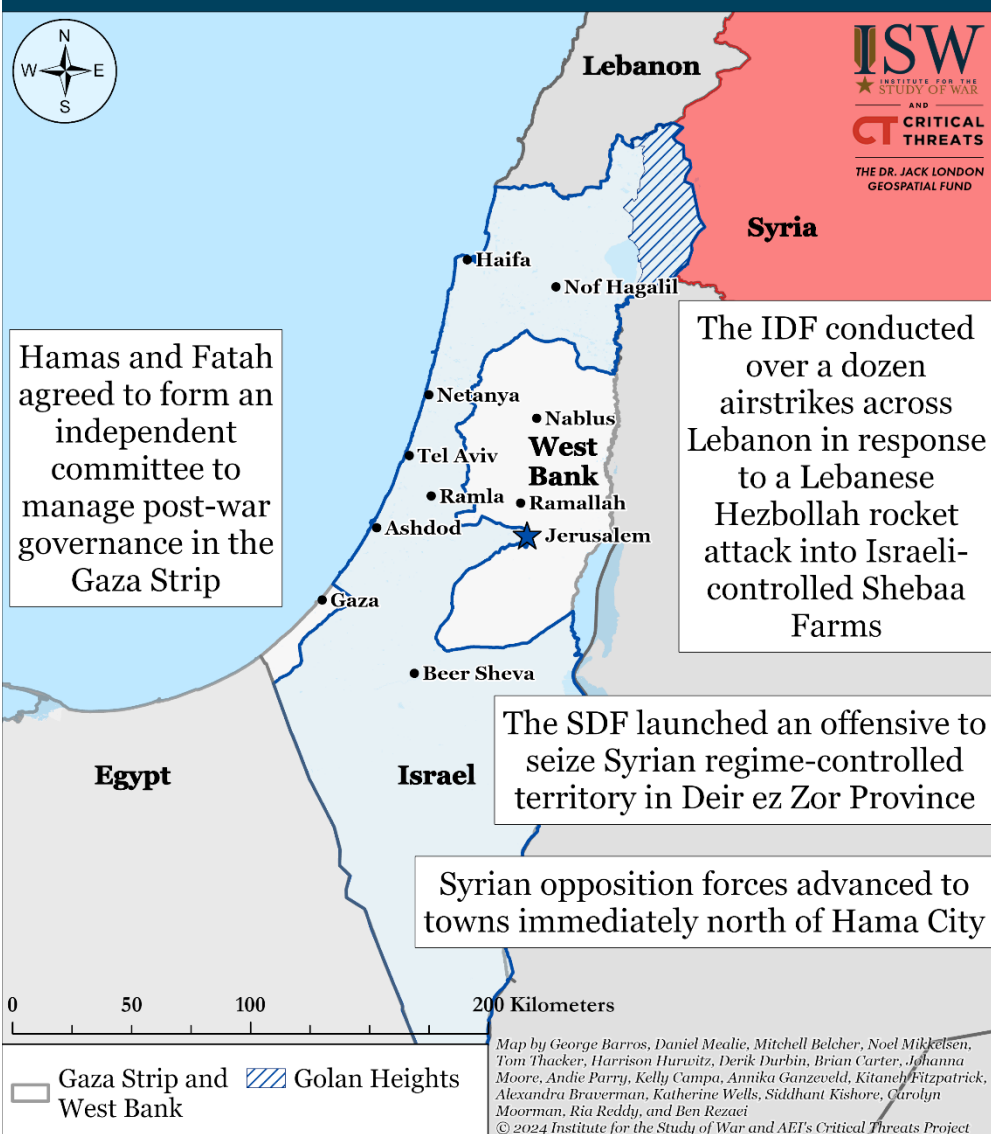 N
W
E
S
Lebanon
ISW
INSTITUTE FOR THE
STUDY OF WAR
AND
CT CRITICAL
THREATS
THE DR. JACK LONDON
GEOSPATIAL FUND
Syria
Haifa
Nof Hagalil
Hamas and Fatah
agreed to form an
independent
committee to
manage post-war
governance in the
Gaza Strip
The IDF conducted
over a dozen
airstrikes across
Lebanon in response
to a Lebanese
Hezbollah rocket
attack into Israeli-
controlled Shebaa
Farms
Netanya
Nablus
West
Bank
Tel Aviv
Ramla
Ramallah
Ashdod
Jerusalem
Gaza
Beer Sheva
The SDF launched an offensive to
seize Syrian regime-controlled
territory in Deir ez Zor Province
Egypt
Israel
Syrian opposition forces advanced to
towns immediately north of Hama City
0 50 100 200 Kilometers
Map by George Barros, Daniel Mealie, Mitchell Belcher, Noel Mikkelsen,
Tom Thacker, Harrison Hurwitz, Derik Durbin, Brian Carter, Johanna
Moore, Andie Parry, Kelly Campa, Annika Ganzeveld, Kitaneh Fitzpatrick,
Alexandra Braverman, Katherine Wells, Siddhant Kishore, Carolyn
Moorman, Ria Reddy, and Ben Rezaei
© 2024 Institute for the Study of War and AEI's Critical Threats Project
Gaza Strip and
West Bank
Golan Heights